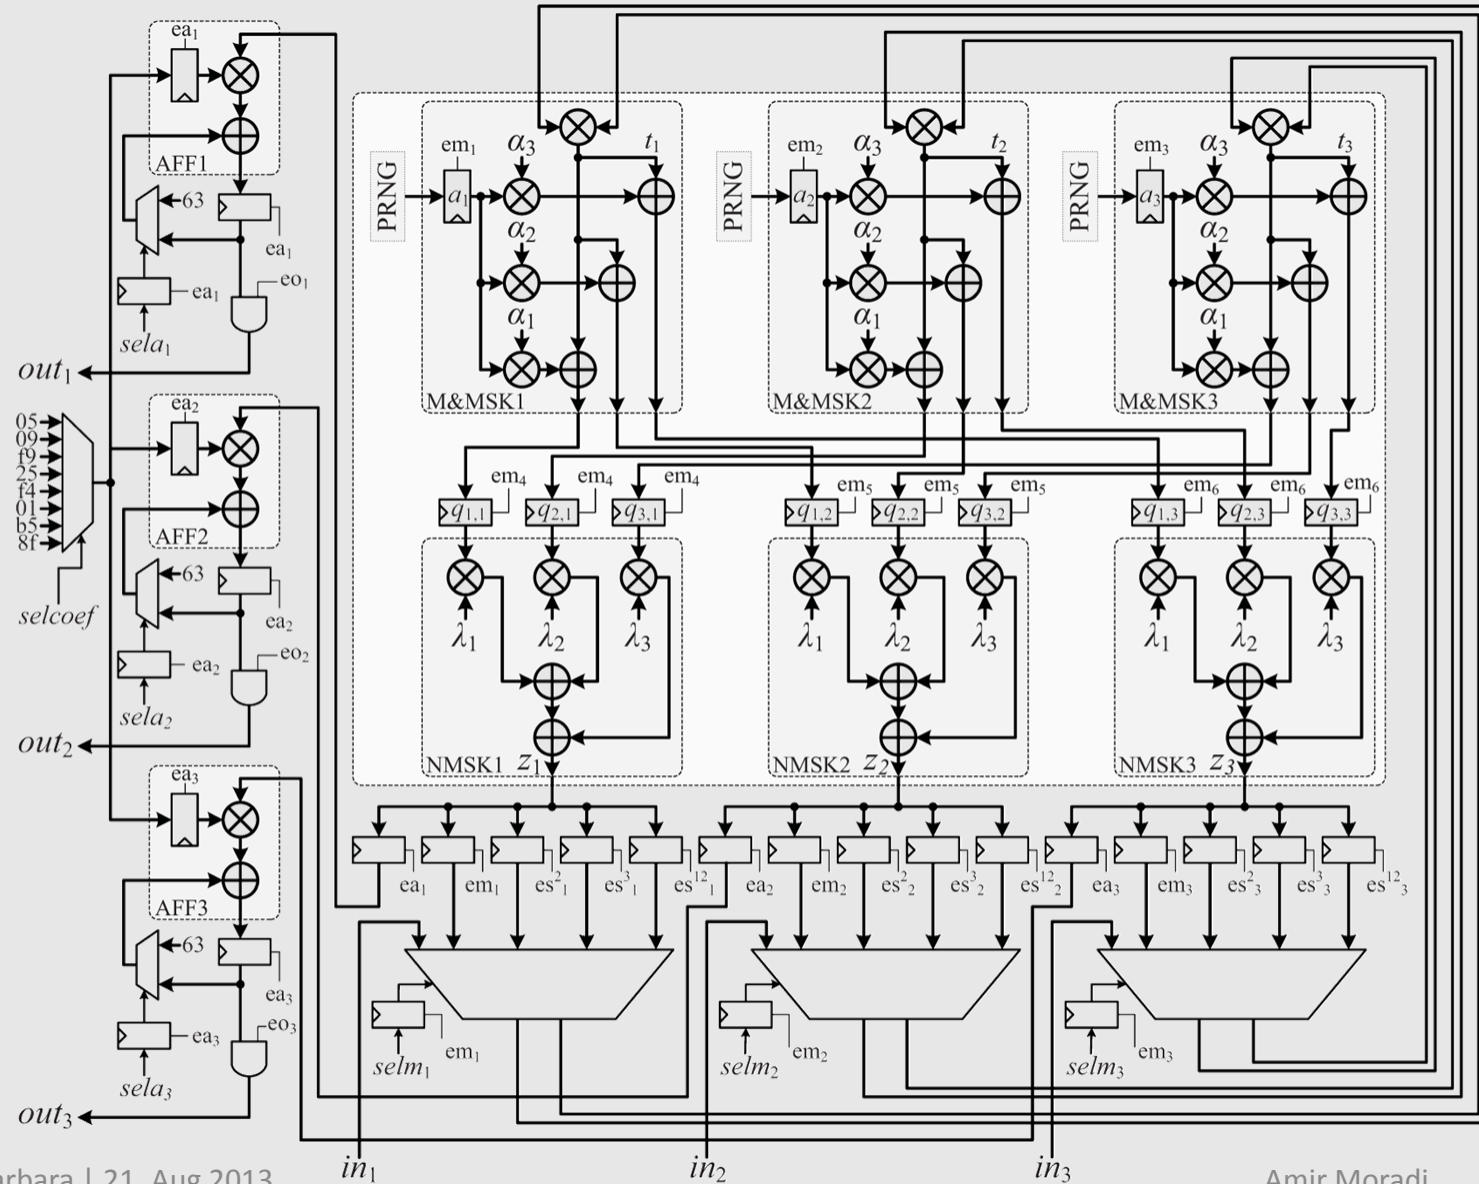 ea1
AFF1
63
ea1
ea1
eo1
sela1
out1
ea2
05
09
f9
25
f4
01
b5
8f
selcoef
AFF2
63
ea2
ea2
eo2
sela2
out2
ea3
AFF3
63
ea3
ea3
eo3
sela3
out3
PRNG
em1
a1
α3
α2
α1
t1
M&MSK1
PRNG
em2
a2
α3
α2
α1
t2
M&MSK2
PRNG
em3
a3
α3
α2
α1
t3
M&MSK3
q1,1 em4
q2,1 em4
q3,1 em4
q1,2 em5
q2,2 em5
q3,2 em5
q1,3 em6
q2,3 em6
q3,3 em6
λ1 λ2 λ3
λ1 λ2 λ3
λ1 λ2 λ3
NMSK1 z1
NMSK2 z2
NMSK3 z3
ea1 em1 es²1 es³1 es¹²1
ea2 em2 es²2 es³2 es¹²2
ea3 em3 es²3 es³3 es¹²3
em1
selm1
em2
selm2
em3
selm3
in1
in2
in3
| 21. Aug 2013
Amir Moradi